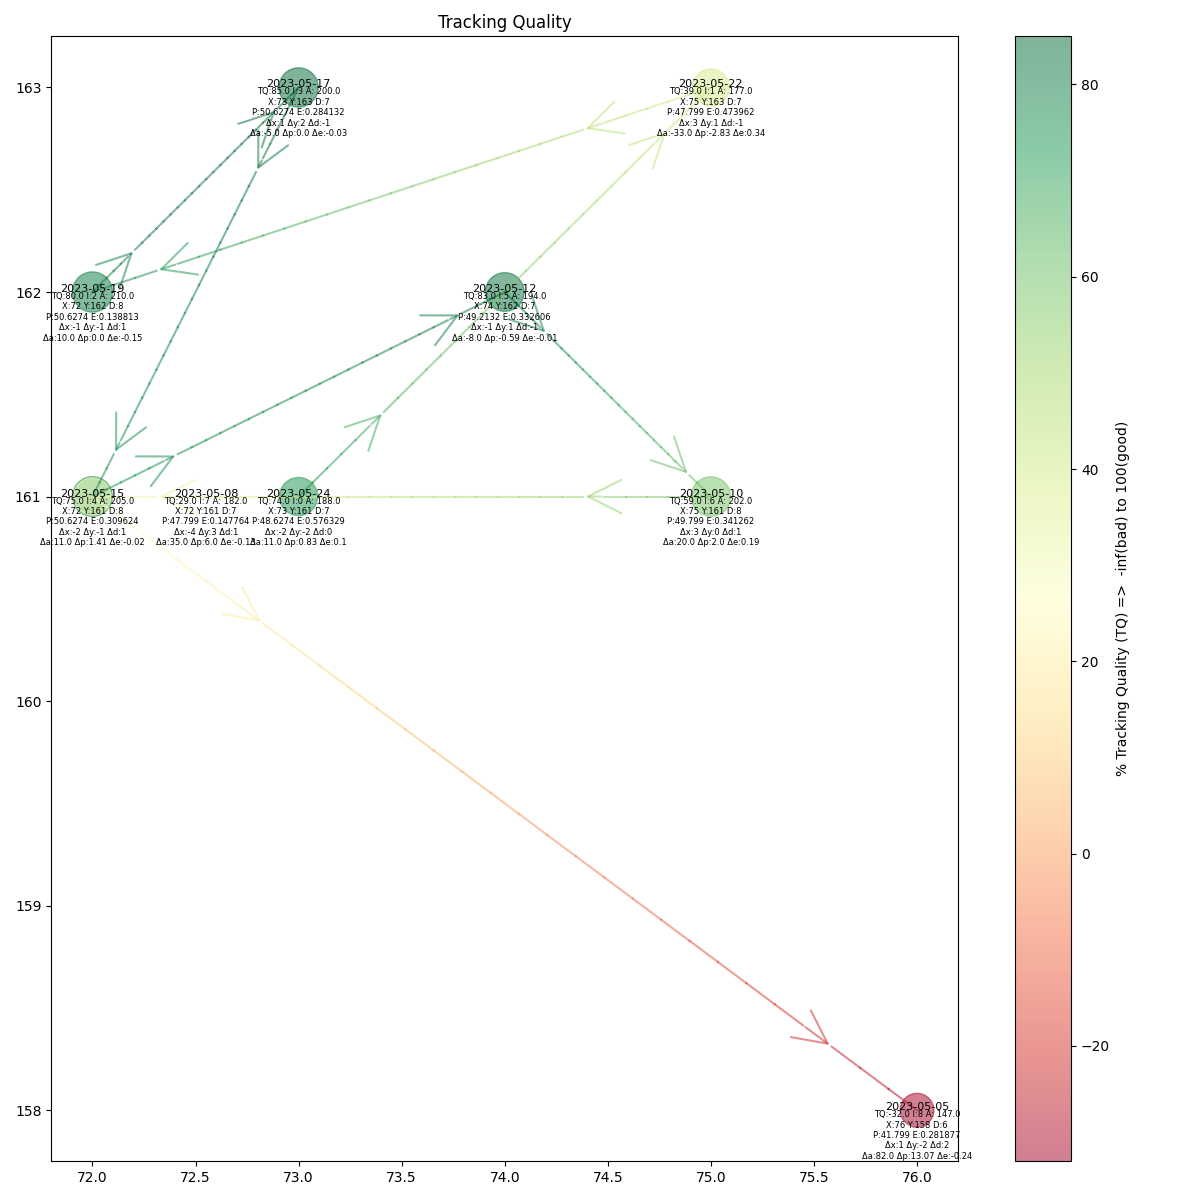 Tracking Quality
163
162
161
160
159
158
2023-05-17
TQ:85.0 I:3 A: 200.0
X:73 Y:163 D:7
P:50.6274 E:0.284132
Δx:1 Δy:2 Δd:-1
Δa:-5.0 Δp:0.0 Δe:-0.03
2023-05-22
TQ:39.0 I:1 A: 177.0
X:75 Y:163 D:7
P:47.799 E:0.473962
Δx:3 Δy:1 Δd:-1
Δa:-33.0 Δp:-2.83 Δe:0.34
2023-05-19
TQ:80.0 I:2 A: 210.0
X:72 Y:162 D:8
P:50.6274 E:0.138813
Δx:-1 Δy:-1 Δd:1
Δa:10.0 Δp:0.0 Δe:-0.15
2023-05-12
TQ:83.0 I:5 A: 194.0
X:74 Y:162 D:7
P:49.2132 E:0.332606
Δx:-1 Δy:1 Δd:-1
Δa:-8.0 Δp:-0.59 Δe:-0.01
2023-05-15
TQ:75.0 I:4 A: 205.0
X:72 Y:161 D:8
P:50.6274 E:0.309624
Δx:-2 Δy:-1 Δd:1
Δa:11.0 Δp:1.41 Δe:-0.02
2023-05-08
TQ:29.0 I:7 A: 182.0
X:72 Y:161 D:7
P:47.799 E:0.147764
Δx:-4 Δy:3 Δd:1
Δa:35.0 Δp:6.0
2023-05-24
TQ:74.0 I:0 A: 188.0
X:73 Y:161 D:7
P:48.6274 E:0.576329
Δx:-2 Δy:-2 Δd:0
Δa:11.0 Δp:0.83 Δe:0.1
2023-05-10
TQ:59.0 I:6 A: 202.0
X:75 Y:161 D:8
P:49.799 E:0.341262
Δx:3 Δy:0 Δd:1
Δa:20.0 Δp:2.0 Δe:0.19
2023-05-05
TQ:-32.0 I:8 A: 147.0
X:76 Y:158 D:6
P:41.799 E:0.281877
Δx:1 Δy:-2 Δd:2
Δa:82.0 Δp:13.07 Δe:-0.24
72.0 72.5 73.0 73.5 74.0 74.5 75.0 75.5 76.0
80
60
40
20
0
−20
% Tracking Quality (TQ) => -inf(bad) to 100(good)